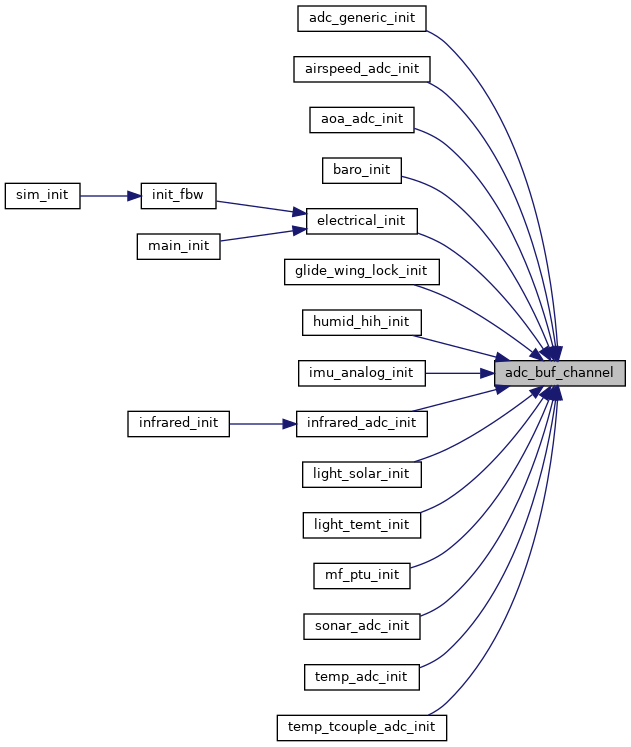 adc_generic_init
airspeed_adc_init
aoa_adc_init
baro_init
sim_init
init_fbw
electrical_init
main_init
glide_wing_lock_init
humid_hih_init
imu_analog_init
adc_buf_channel
infrared_init
infrared_adc_init
light_solar_init
light_temt_init
mf_ptu_init
sonar_adc_init
temp_adc_init
temp_tcouple_adc_init